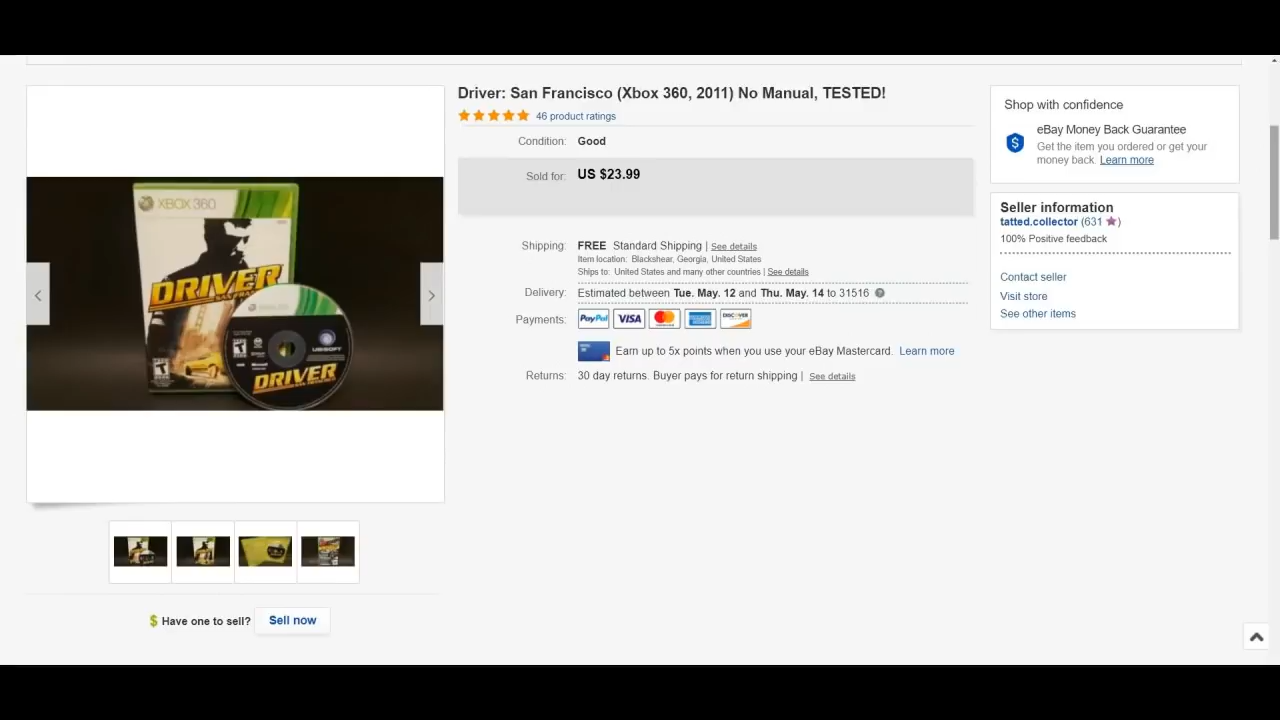 Driver: San Francisco (Xbox 360, 2011) No Manual, TESTED!
46 product ratings
Condition: Good
Sold for: US $23.99
Shipping: FREE Standard Shipping | See details
Item location: Blackshear, Georgia, United States
Ships to: United States and many other countries | See details
Delivery: Estimated between Tue. May. 12 and Thu. May. 14 to 31516 ?
Payments: PayPal VISA MasterCard AMERICAN EXPRESS DISCOVER
Earn up to 5x points when you use your eBay Mastercard. Learn more
Returns: 30 day returns. Buyer pays for return shipping | See details
Shop with confidence
eBay Money Back Guarantee
Get the item you ordered or get your
money back. Learn more
Seller information
tatted.collector (631 )
100% Positive feedback
Contact seller
Visit store
See other items
XBOX 360
DRIVER
UBISOFT
DRIVER
$ Have one to sell? Sell now